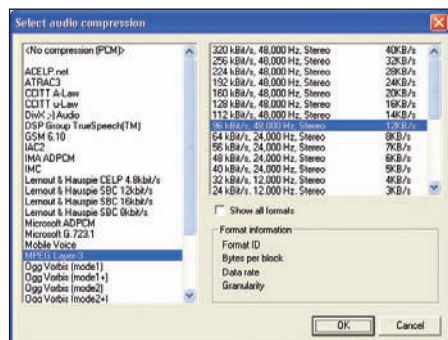 Select audio compression
<No compression (PCM)>
ACELP.net
ATRAC3
CCITT A-Law
CCITT u-Law
DivX ;-) Audio
DSP Group TrueSpeech(TM)
GSM 6.10
IAC2
IMA ADPCM
IMC
Lernout & Hauspie CELP 4.8kbit/s
Lernout & Hauspie SBC 12kbit/s
Lernout & Hauspie SBC 16kbit/s
Lernout & Hauspie SBC 8kbit/s
Microsoft ADPCM
Microsoft G.723.1
Mobile Voice
MPEG Layer-3
Ogg Vorbis (mode1)
Ogg Vorbis (mode1+)
Ogg Vorbis (mode2)
Ogg Vorbis (mode2+)
320 kBit/s, 48,000 Hz, Stereo 40KB/s
256 kBit/s, 48,000 Hz, Stereo 32KB/s
224 kBit/s, 48,000 Hz, Stereo 28KB/s
192 kBit/s, 48,000 Hz, Stereo 24KB/s
160 kBit/s, 48,000 Hz, Stereo 20KB/s
128 kBit/s, 48,000 Hz, Stereo 16KB/s
112 kBit/s, 48,000 Hz, Stereo 14KB/s
96 kBit/s, 48,000 Hz, Stereo 12KB/s
64 kBit/s, 24,000 Hz, Stereo 8KB/s
56 kBit/s, 24,000 Hz, Stereo 7KB/s
48 kBit/s, 24,000 Hz, Stereo 6KB/s
40 kBit/s, 24,000 Hz, Stereo 5KB/s
32 kBit/s, 12,000 Hz, Stereo 4KB/s
24 kBit/s, 12,000 Hz, Stereo 3KB/s
Show all formats
Format information
Format ID
Bytes per block
Data rate
Granularity
OK Cancel